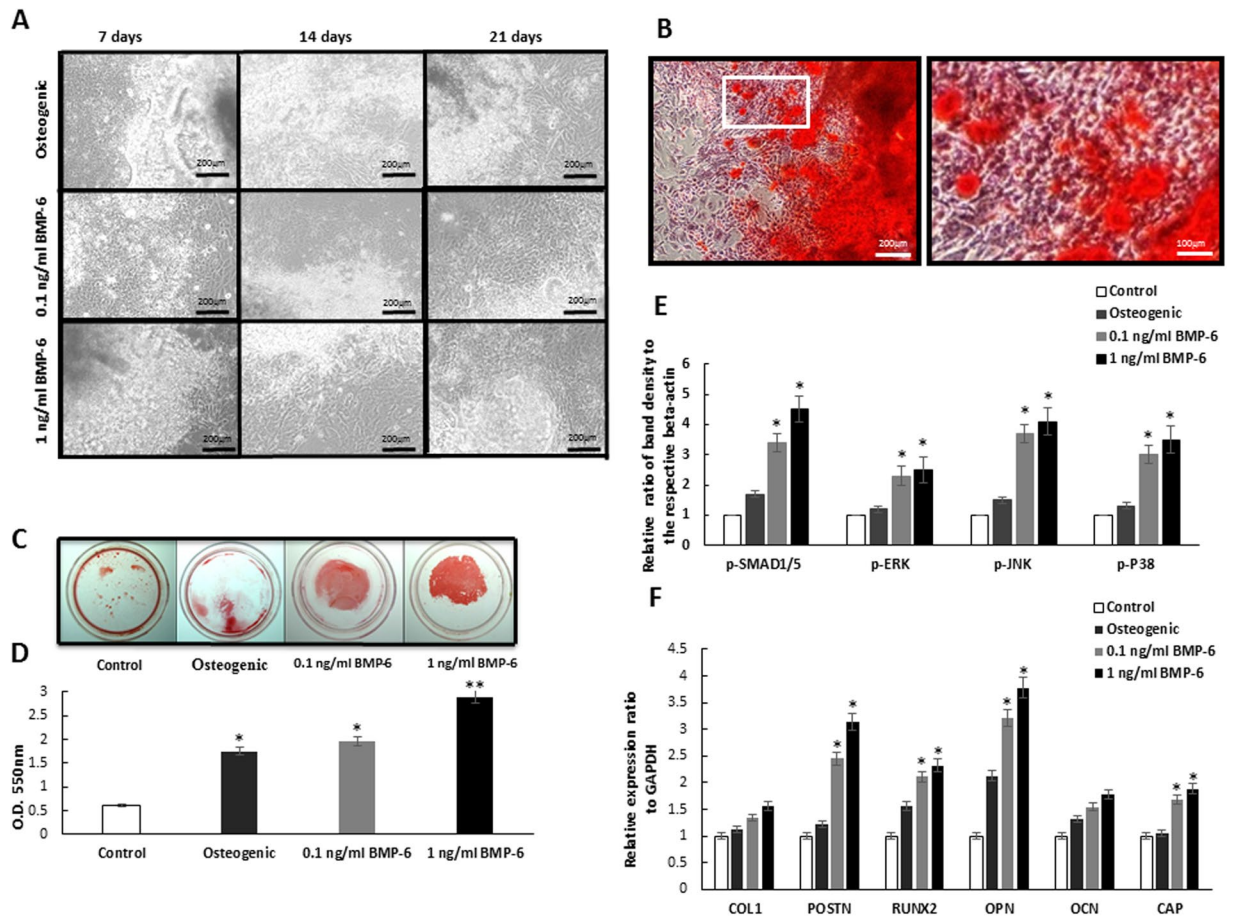 A
7 days
14 days
21 days
Osteogenic
200µm
200µm
200µm
0.1 ng/ml BMP-6
200µm
200µm
200µm
1 ng/ml BMP-6
200µm
200µm
200µm
B
200µm
100µm
C
Control
Osteogenic
0.1 ng/ml BMP-6
1 ng/ml BMP-6
D
O.D. 550nm
3
2.5
2
1.5
1
0.5
0
*
*
**
Control
Osteogenic
0.1 ng/ml BMP-6
1 ng/ml BMP-6
E
Control
Osteogenic
0.1 ng/ml BMP-6
1 ng/ml BMP-6
Relative ratio of band density to
the respective beta-actin
6
5
4
3
2
1
0
*
*
*
*
*
*
*
*
p-SMAD1/5
p-ERK
p-JNK
p-P38
F
Control
Osteogenic
0.1 ng/ml BMP-6
1 ng/ml BMP-6
Relative expression ratio
to GAPDH
4.5
4
3.5
3
2.5
2
1.5
1
0.5
0
*
*
*
*
*
*
*
*
COL1
POSTN
RUNX2
OPN
OCN
CAP